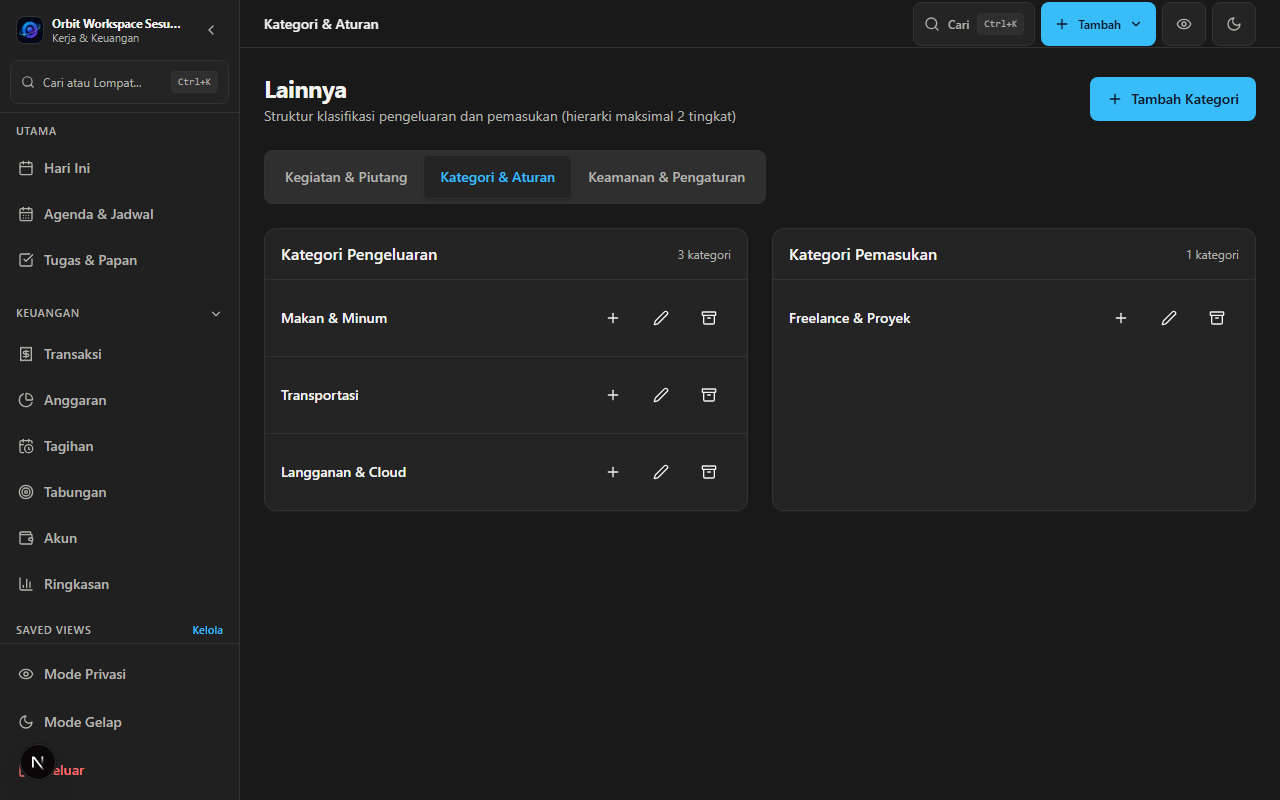 Orbit Workspace Sesu...
Kerja & Keuangan
Cari atau Lompat...
Ctrl+K
UTAMA
Hari Ini
Agenda & Jadwal
Tugas & Papan
KEUANGAN
Transaksi
Anggaran
Tagihan
Tabungan
Akun
Ringkasan
SAVED VIEWS
Kelola
Mode Privasi
Mode Gelap
N
eluar
Kategori & Aturan
Cari
Ctrl+K
Tambah
Lainnya
Struktur klasifikasi pengeluaran dan pemasukan (hierarki maksimal 2 tingkat)
Tambah Kategori
Kegiatan & Piutang
Kategori & Aturan
Keamanan & Pengaturan
Kategori Pengeluaran
3 kategori
Makan & Minum
Transportasi
Langganan & Cloud
Kategori Pemasukan
1 kategori
Freelance & Proyek